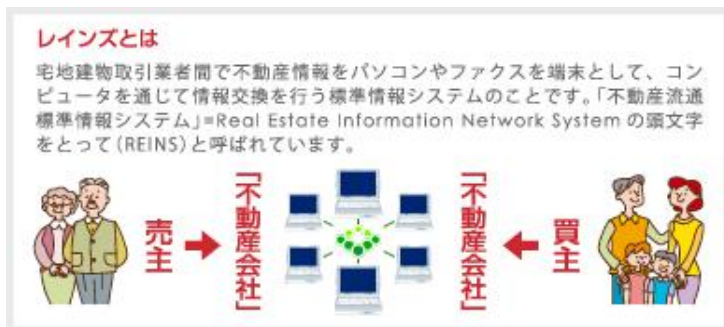 レインズとは
宅地建物取引業者間で不動産情報をパソコンやファクスを端末として、コン
ピュータを通じて情報交換を行う標準情報システムのことです。「不動産流通
標準情報システム」=Real Estate Information Network System の頭文字
をとって(REINS)と呼ばれています。
売主
「不動産会社」
「不動産会社」
買主